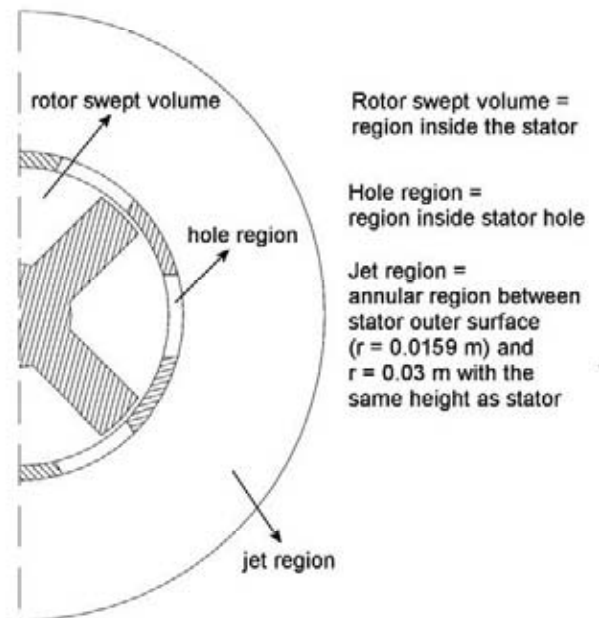 rotor swept volume
hole region
jet region
Rotor swept volume =
region inside the stator
Hole region =
region inside stator hole
Jet region =
annular region between
stator outer surface
(r = 0.0159 m) and
r = 0.03 m with the
same height as stator